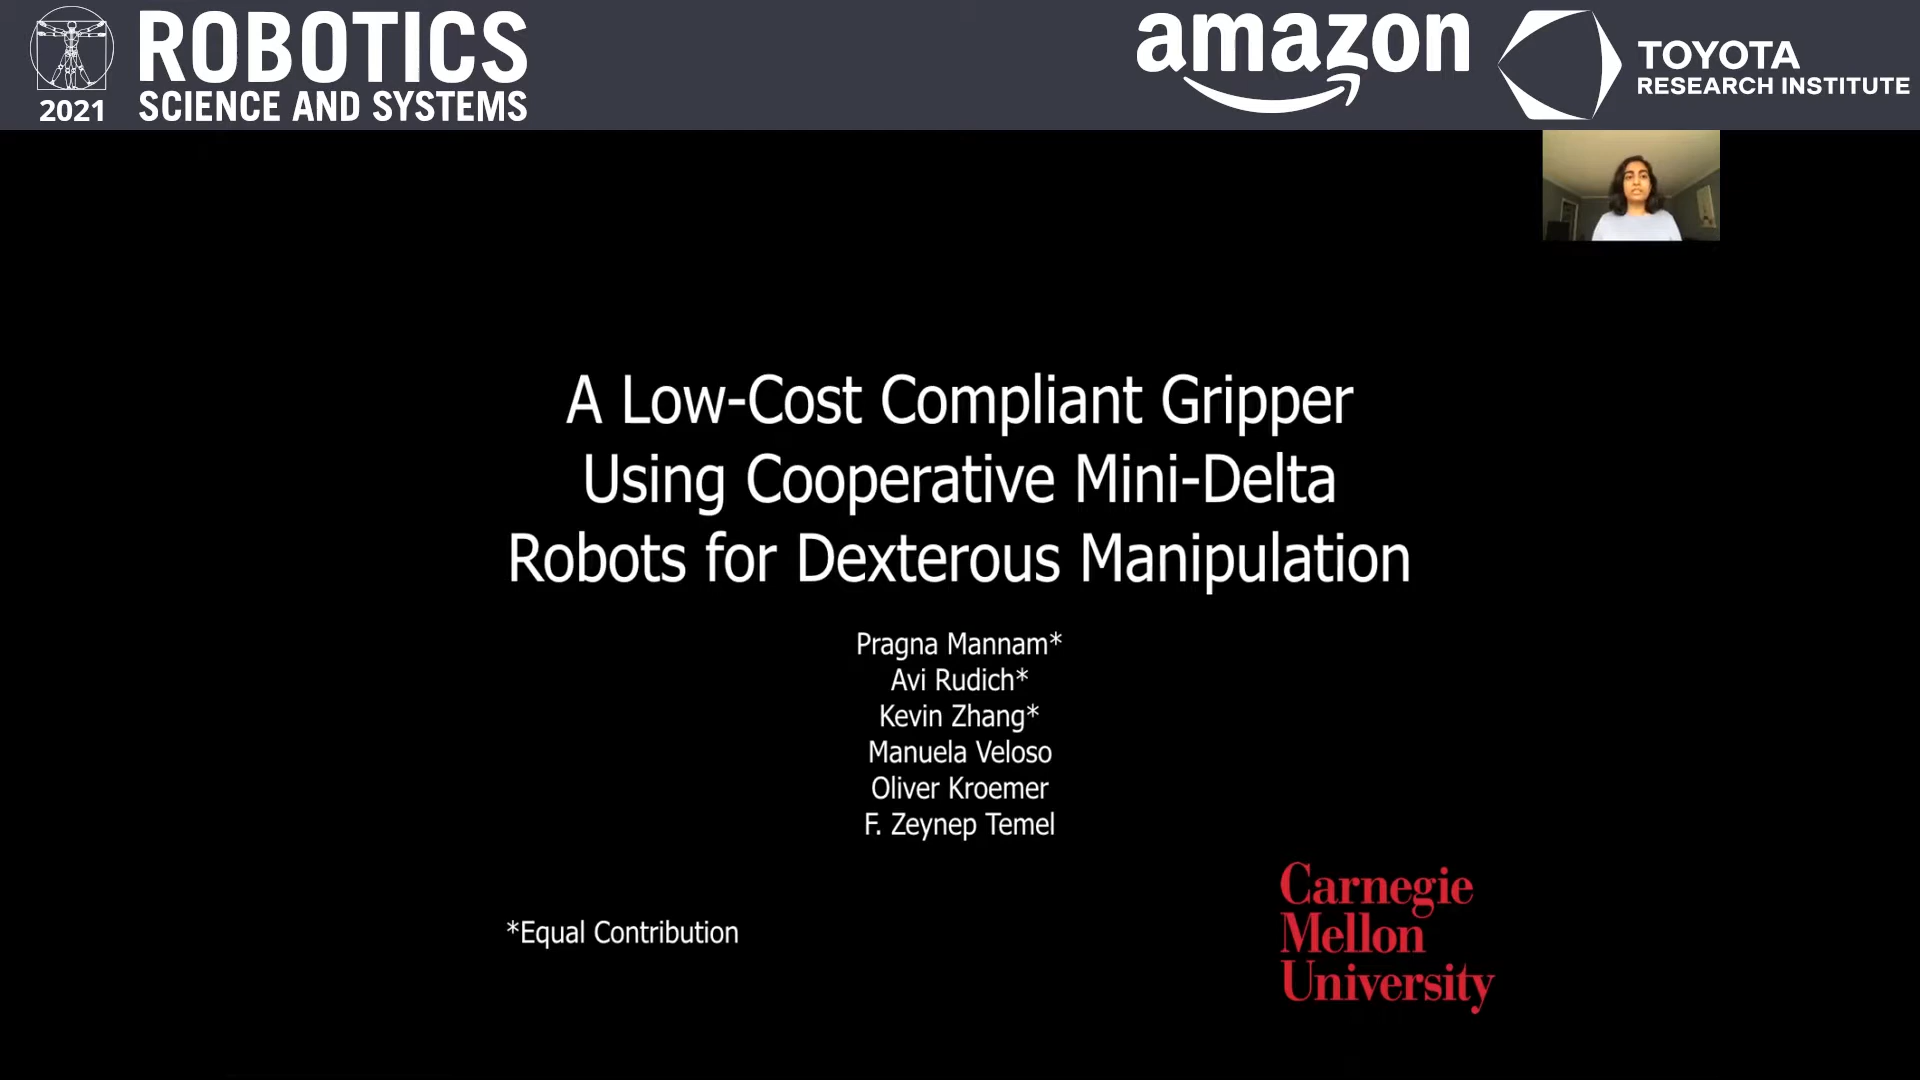 ROBOTICS
SCIENCE AND SYSTEMS
2021
amazon
TOYOTA
RESEARCH INSTITUTE
A Low-Cost Compliant Gripper
Using Cooperative Mini-Delta
Robots for Dexterous Manipulation
Pragna Mannam*
Avi Rudich*
Kevin Zhang*
Manuela Veloso
Oliver Kroemer
F. Zeynep Temel
*Equal Contribution
Carnegie
Mellon
University